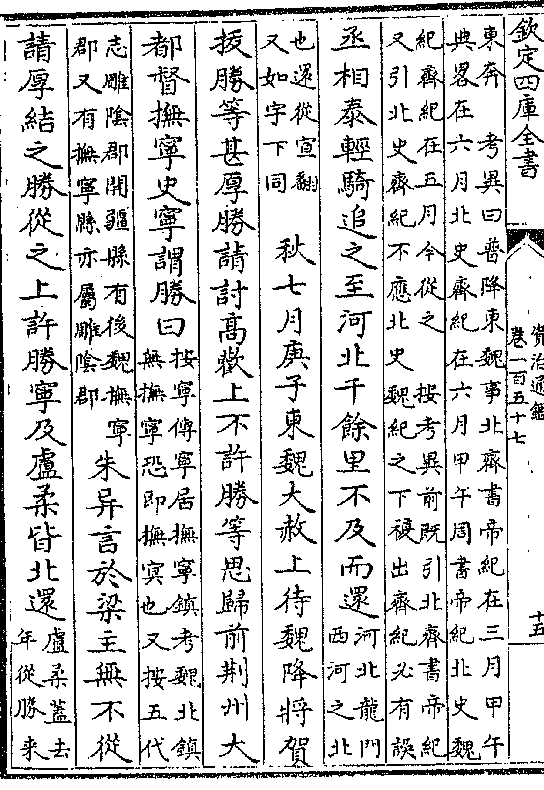 欽定四庫全書
資治通鑑
卷一百五十七
十五
東奔 考異曰普降東魏事北齊書帝紀在三月甲午
典畧在六月北史齊紀在六月甲午周書帝紀北史魏
紀齊紀在五月今從之 按考異前既引北齊書帝紀
又引北史齊紀不應北史魏紀之下複出齊紀必有誤
丞相泰輕騎追之至河北千餘里不及而還
河北龍門
西河之北
也還從宣翻
又如字下同
秋七月庚子東魏大赦上待魏降將賀
拔勝等甚厚勝請討高歡上不許勝等思歸前荆州大
都督撫寧史寧謂勝曰
按寧傳寧居撫寧鎮考魏北鎮
無撫寧恐即撫㝠也又按五代
志雕陰郡開疆縣有後魏撫寧
郡又有撫寧縣亦屬雕陰郡
朱异言於梁主無不從
請厚結之勝從之上許勝寧及盧柔皆北還
盧柔蓋去
年從勝來